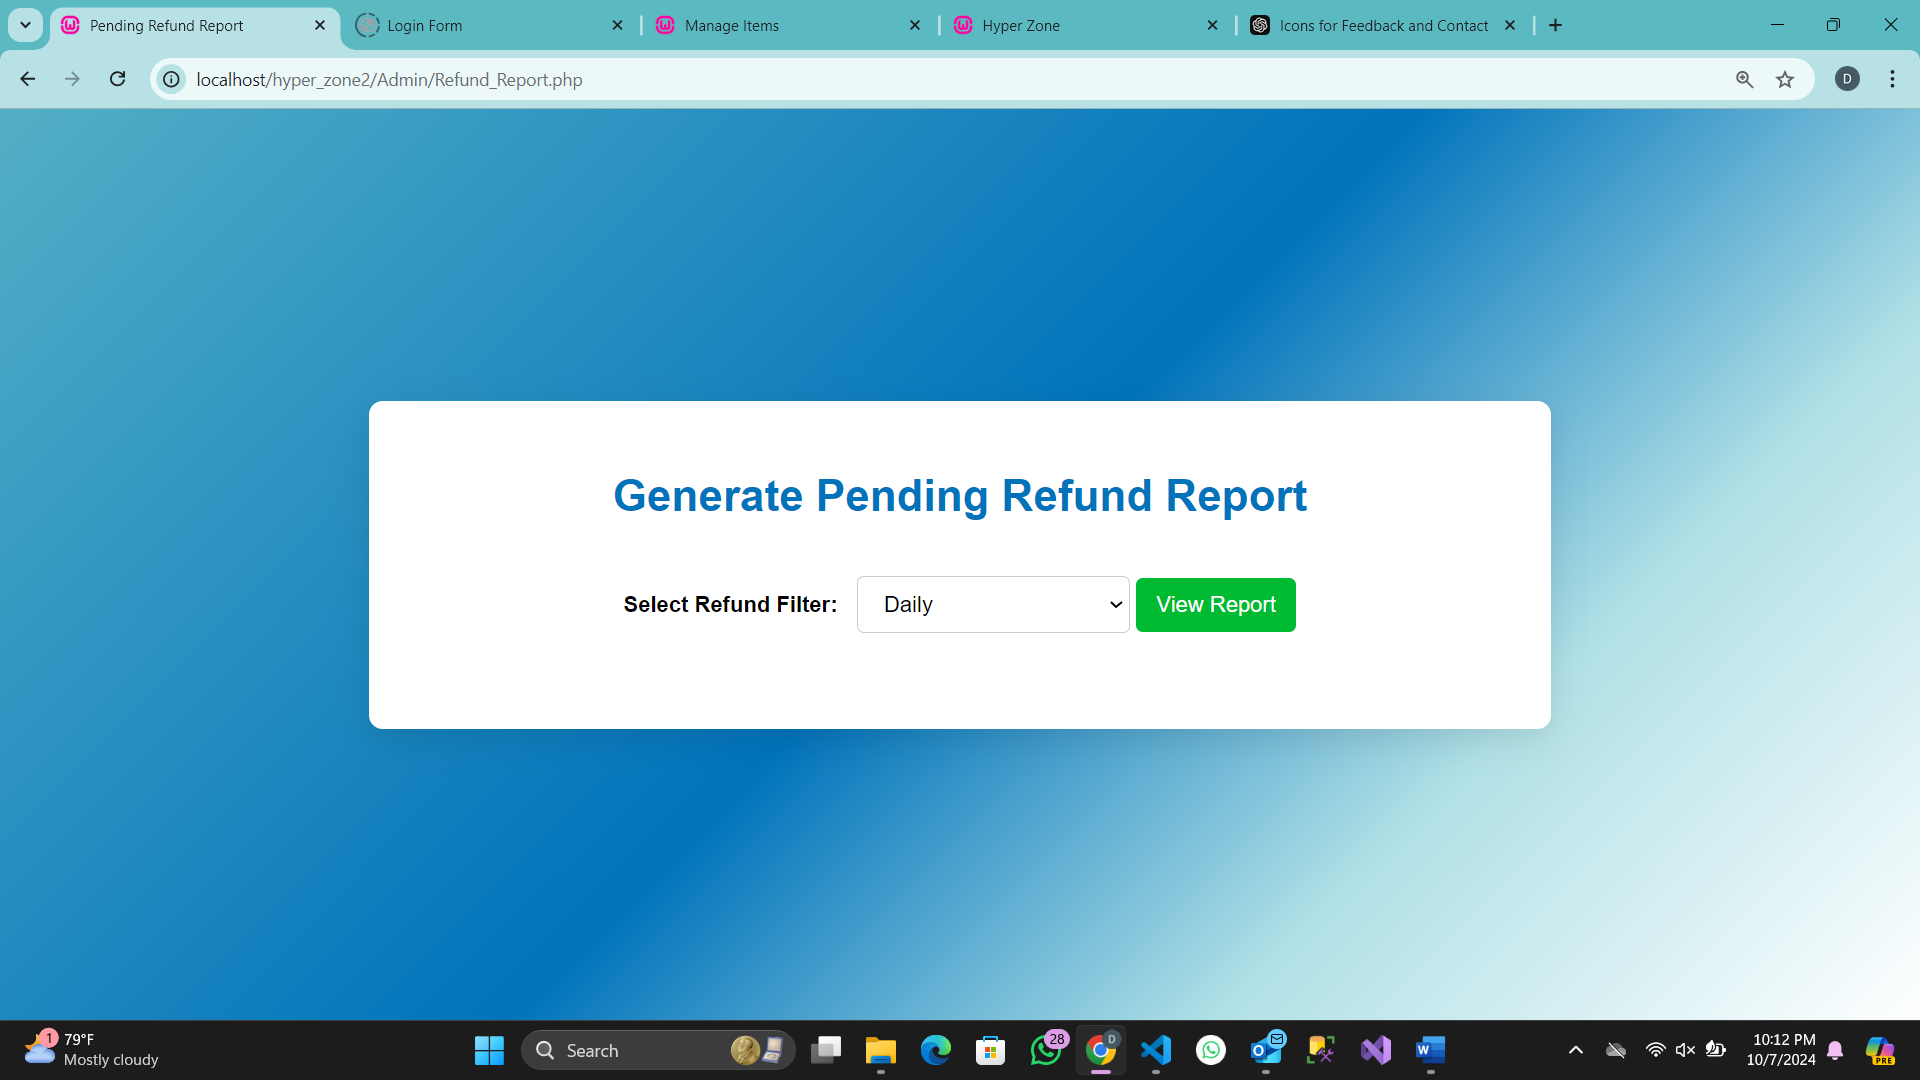 Pending Refund Report
Login Form
Manage Items
Hyper Zone
Icons for Feedback and Contact
localhost/hyper_zone2/Admin/Refund_Report.php
D
Generate Pending Refund Report
Select Refund Filter:
Daily
View Report
1
79°F
Mostly cloudy
Search
28
D
10:12 PM
10/7/2024
PRE